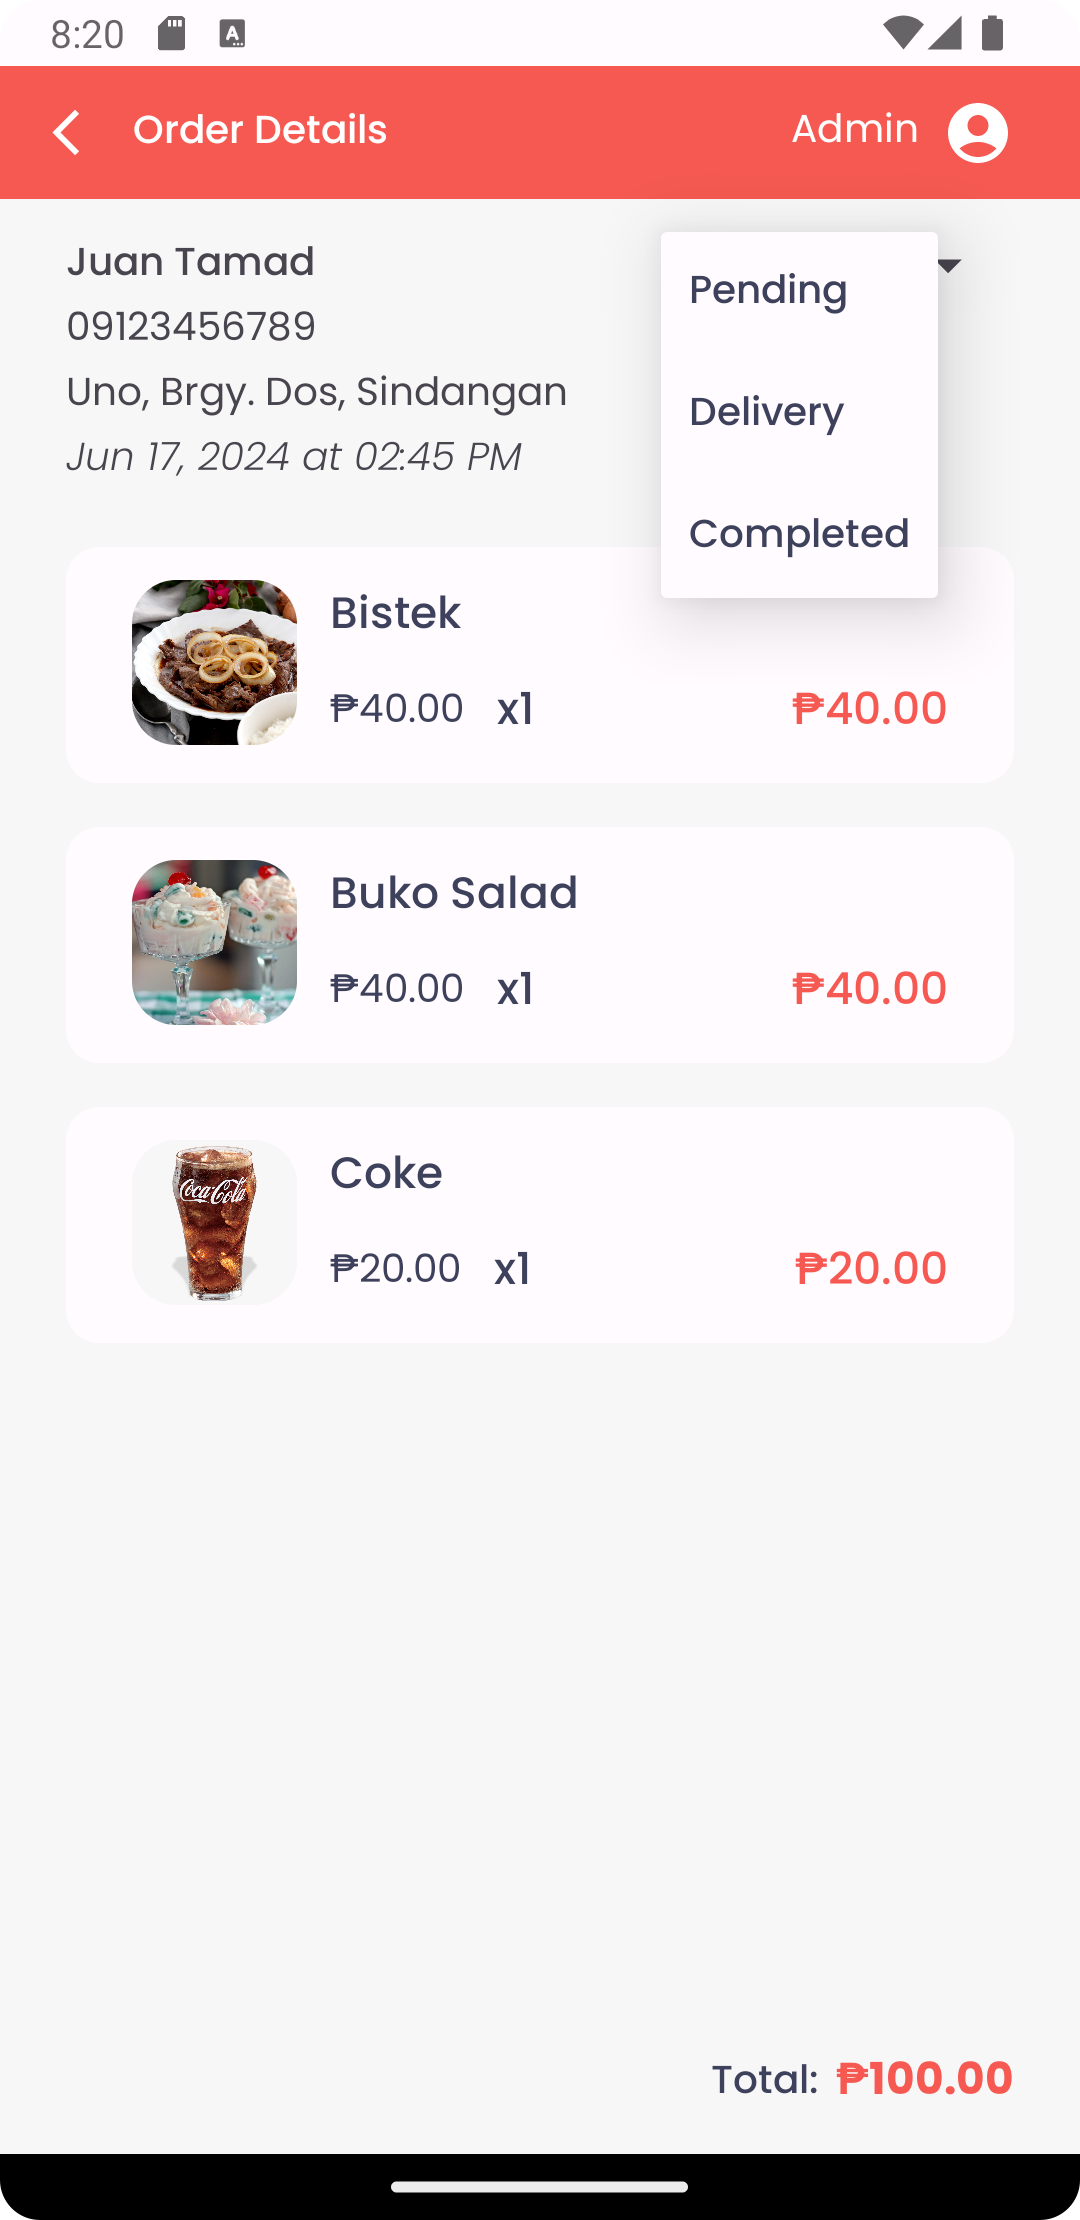 8:20
A
Order Details
Admin
Juan Tamad
09123456789
Uno, Brgy. Dos, Sindangan
Jun 17, 2024 at 02:45 PM
Pending
Delivery
Completed
Bistek
₱40.00 x1 ₱40.00
Buko Salad
₱40.00 x1 ₱40.00
Coca-Cola
Coke
₱20.00 x1 ₱20.00
Total: ₱100.00